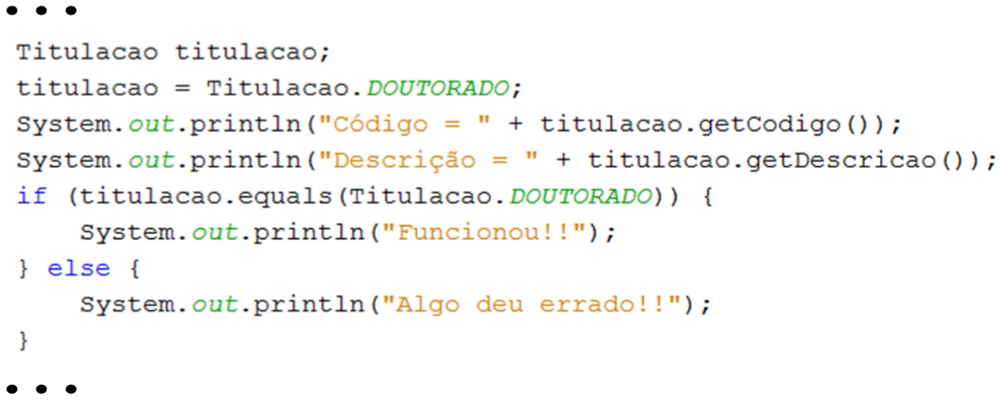 • • •
Titulacao titulacao;
titulacao = Titulacao.DOUTORADO;
System.out.println("Código = " + titulacao.getCodigo());
System.out.println("Descrição = " + titulacao.getDescricao());
if (titulacao.equals(Titulacao.DOUTORADO)) {
    System.out.println("Funcionou!!");
} else {
    System.out.println("Algo deu errado!!");
}
• • •